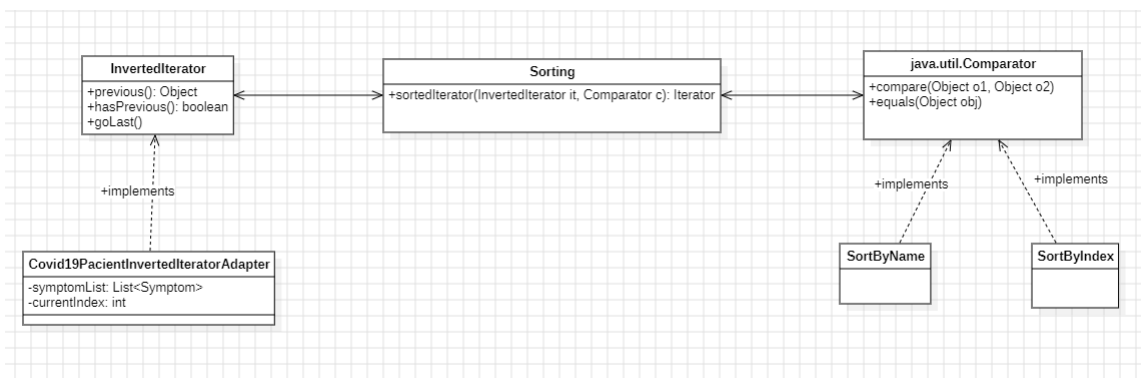 InvertedIterator
+previous(): Object
+hasPrevious(): boolean
+goLast()
Sorting
+sortedIterator(InvertedIterator it, Comparator c): Iterator
java.util.Comparator
+compare(Object o1, Object o2)
+equals(Object obj)
+implements
+implements
+implements
Covid19PacientInvertedIteratorAdapter
-symptomList: List<Symptom>
-currentIndex: int
SortByName
SortByIndex